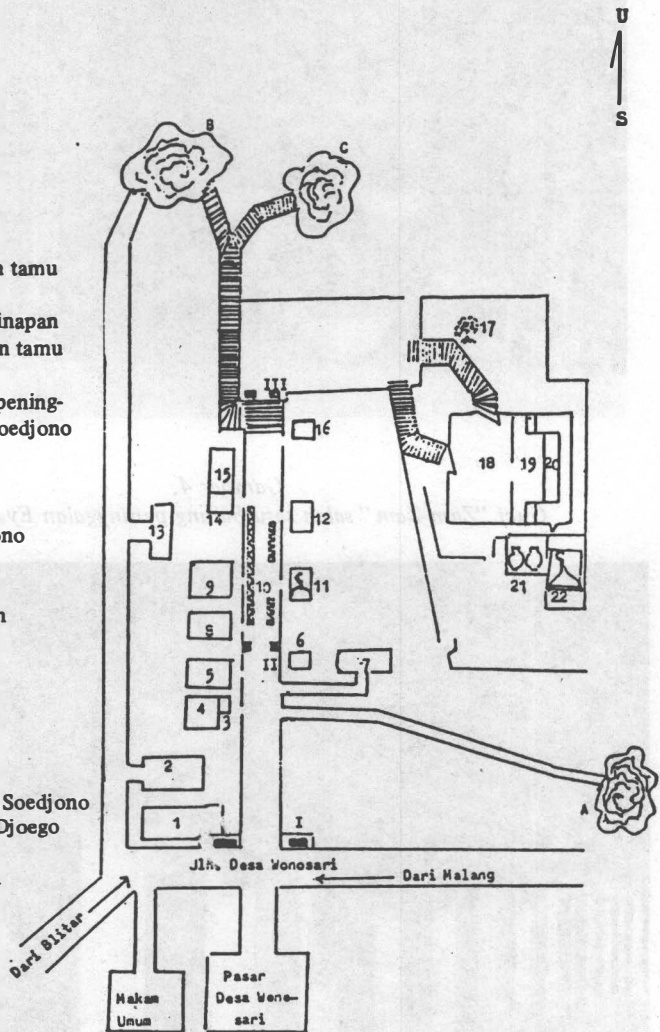 U
S
B
C
n tamu
inapan
n tamu
pening-
oedjono
ono
n
Soedjono
Djoego
17
III
16
18
19
20
15
14
12
13
9
10
11
21
22
8
6
II
7
5
4
3
2
A
1
I
Desa Wonosari
Dari Malang
Dari Blitar
Makam
Umum
Pasar
Desa Wono-
sari